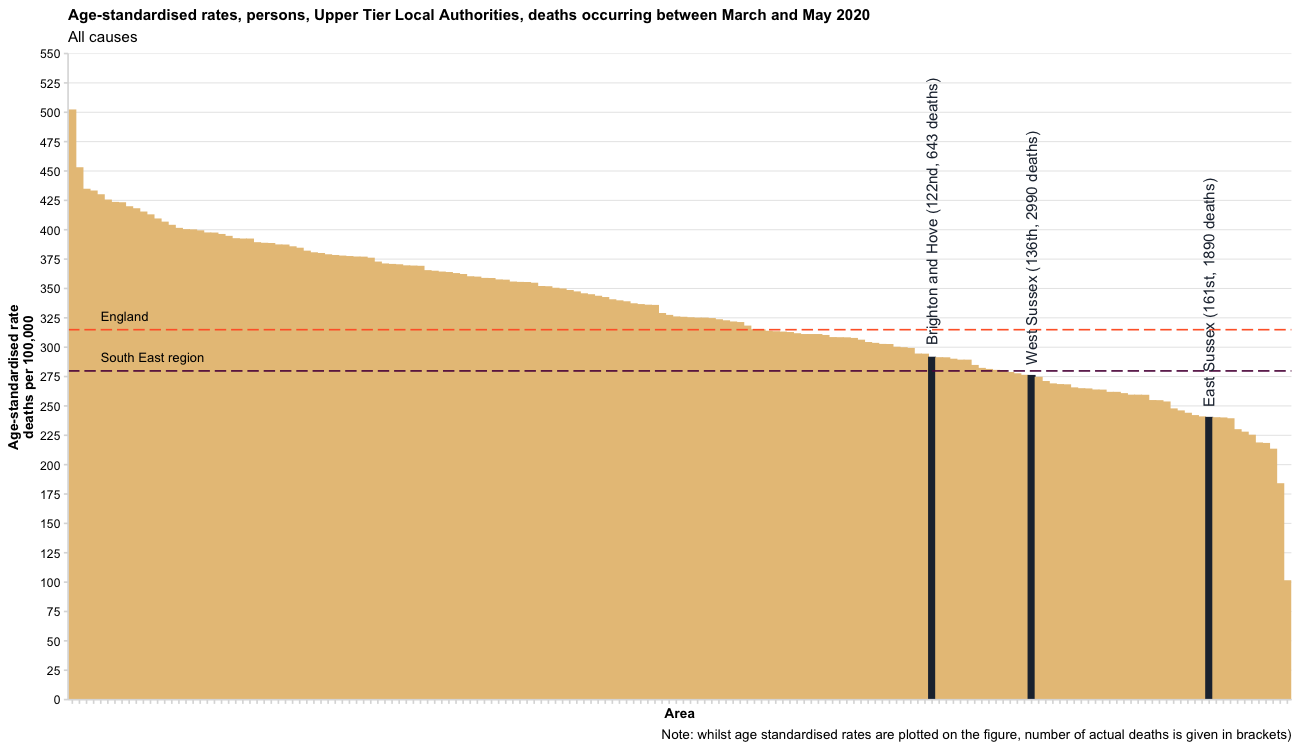 Age-standardised rates, persons, Upper Tier Local Authorities, deaths occurring between March and May 2020
All causes
550
525
500
475
450
425
400
375
350
325
300
275
250
225
200
175
150
125
100
75
50
25
0
Age-standardised rate
deaths per 100,000
England
South East region
Brighton and Hove (122nd, 643 deaths)
West Sussex (136th, 2990 deaths)
East Sussex (161st, 1890 deaths)
Area
Note: whilst age standardised rates are plotted on the figure, number of actual deaths is given in brackets)